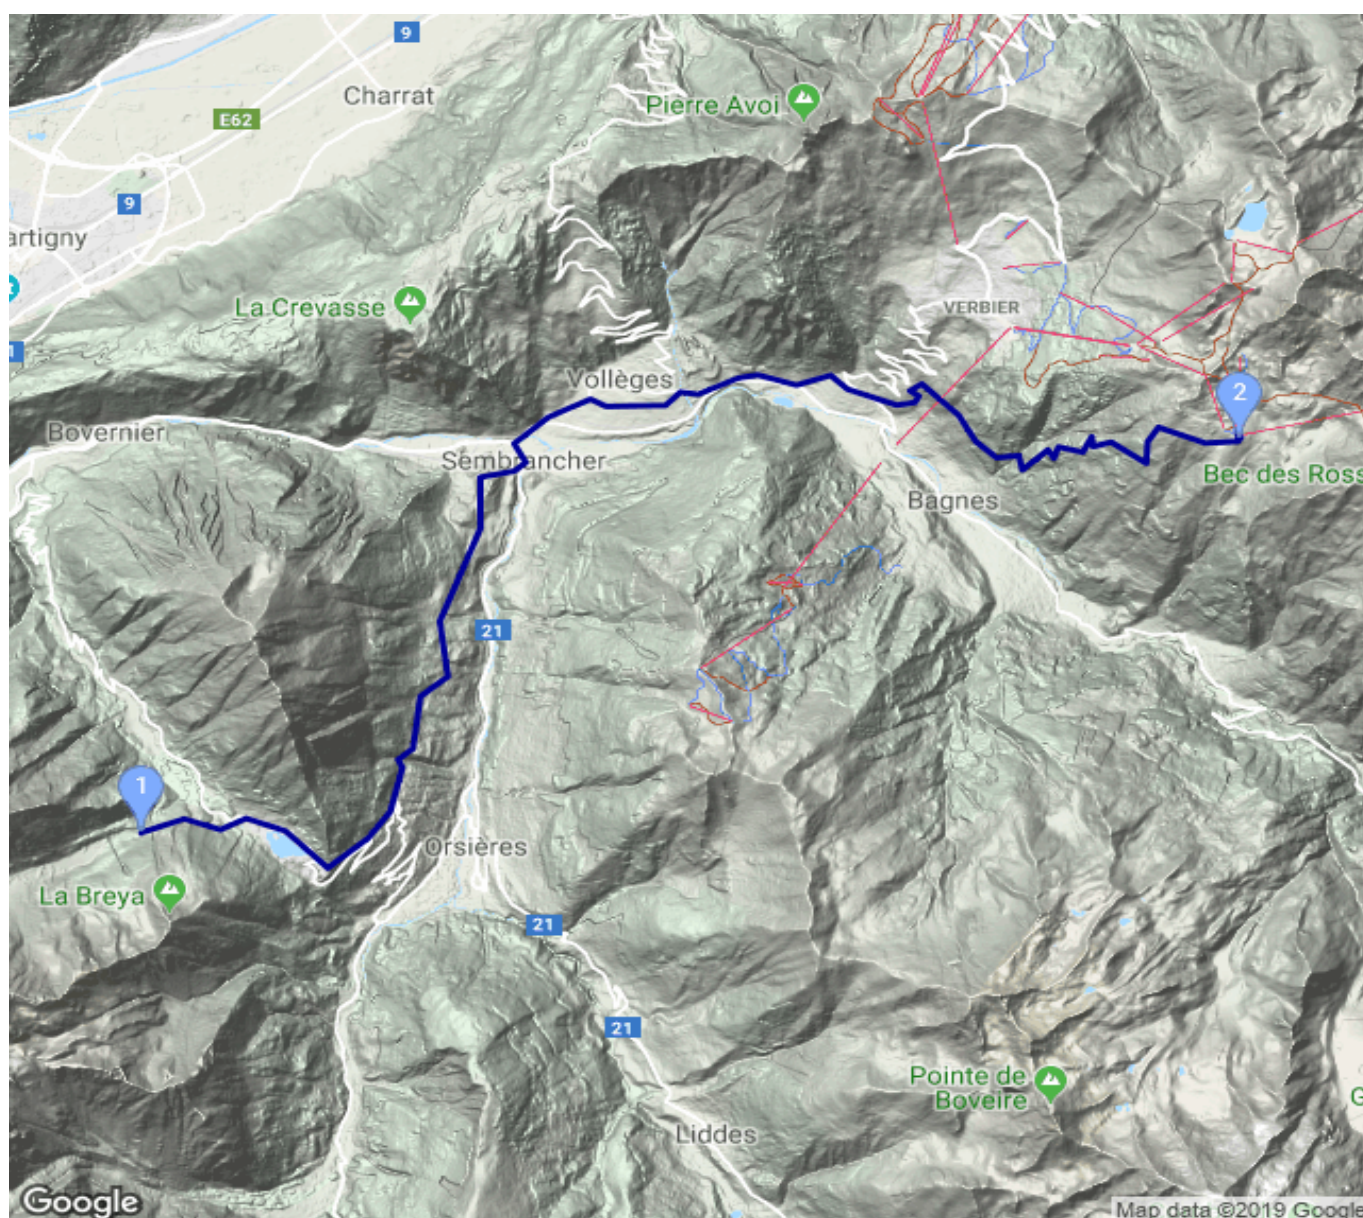 9
Charrat
E62
Pierre Avoi
9
artigny
La Crevasse
VERBIER
Vollèges
2
Bovernier
Sembrancher
Bec des Ross
Bagnes
21
1
Orsières
La Breya
21
21
Pointe de
Boveire
G
Liddes
Google
Map data ©2019 Google